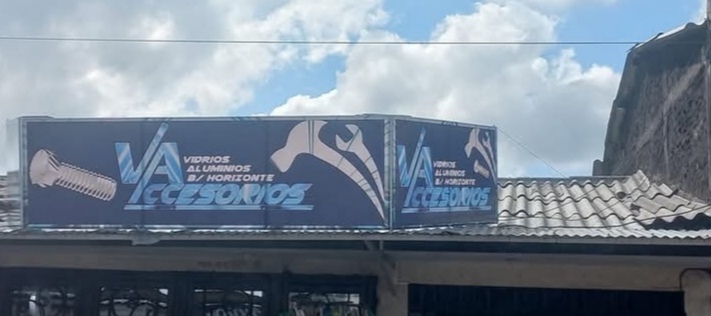 VA
VIDRIOS
ALUMINIOS
B/ HORIZONTE
ACCESORIOS
VA
VIDRIOS
ALUMINIOS
B/ HORIZONTE
ACCESORIOS